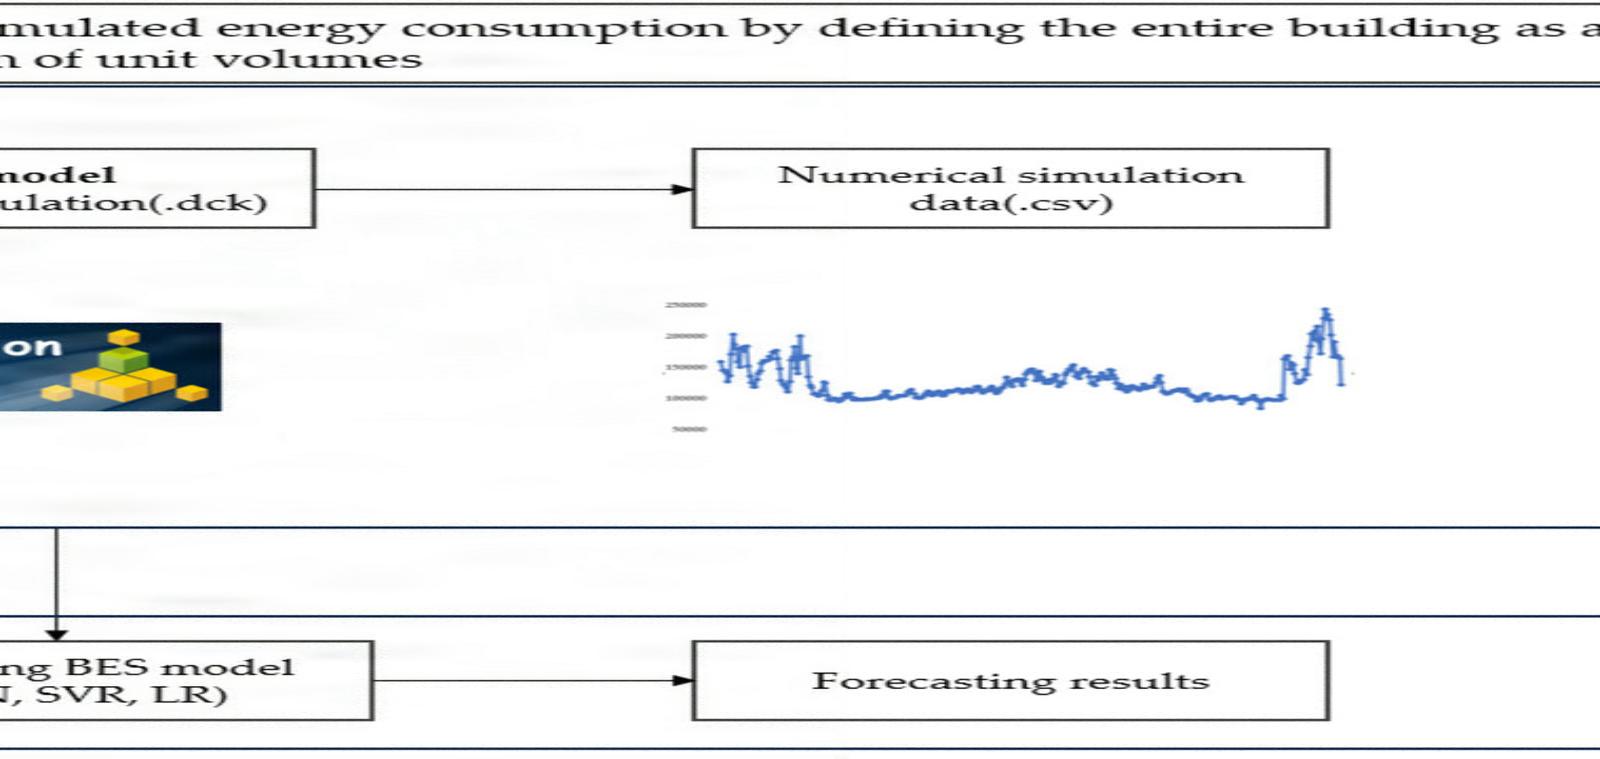 mulated energy consumption by defining the entire building as a
n of unit volumes
model
ulation(.dck)
Numerical simulation
data(.csv)
on
250000
200000
150000
100000
50000
ng BES model
N, SVR, LR)
Forecasting results